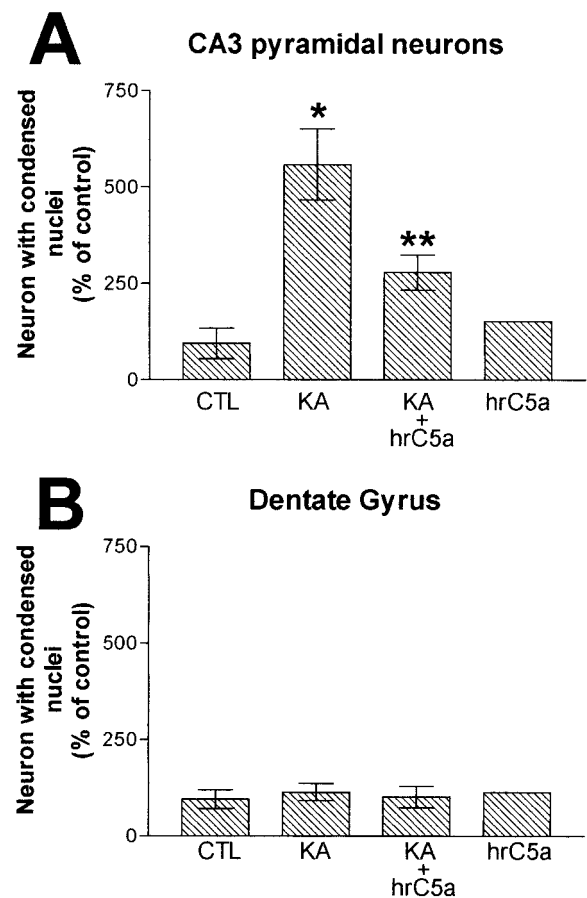 A
CA3 pyramidal neurons
Neuron with condensed
nuclei
(% of control)
750
500
250
0
*
**
CTL
KA
KA
+
hrC5a
hrC5a
B
Dentate Gyrus
Neuron with condensed
nuclei
(% of control)
750
500
250
0
CTL
KA
KA
+
hrC5a
hrC5a